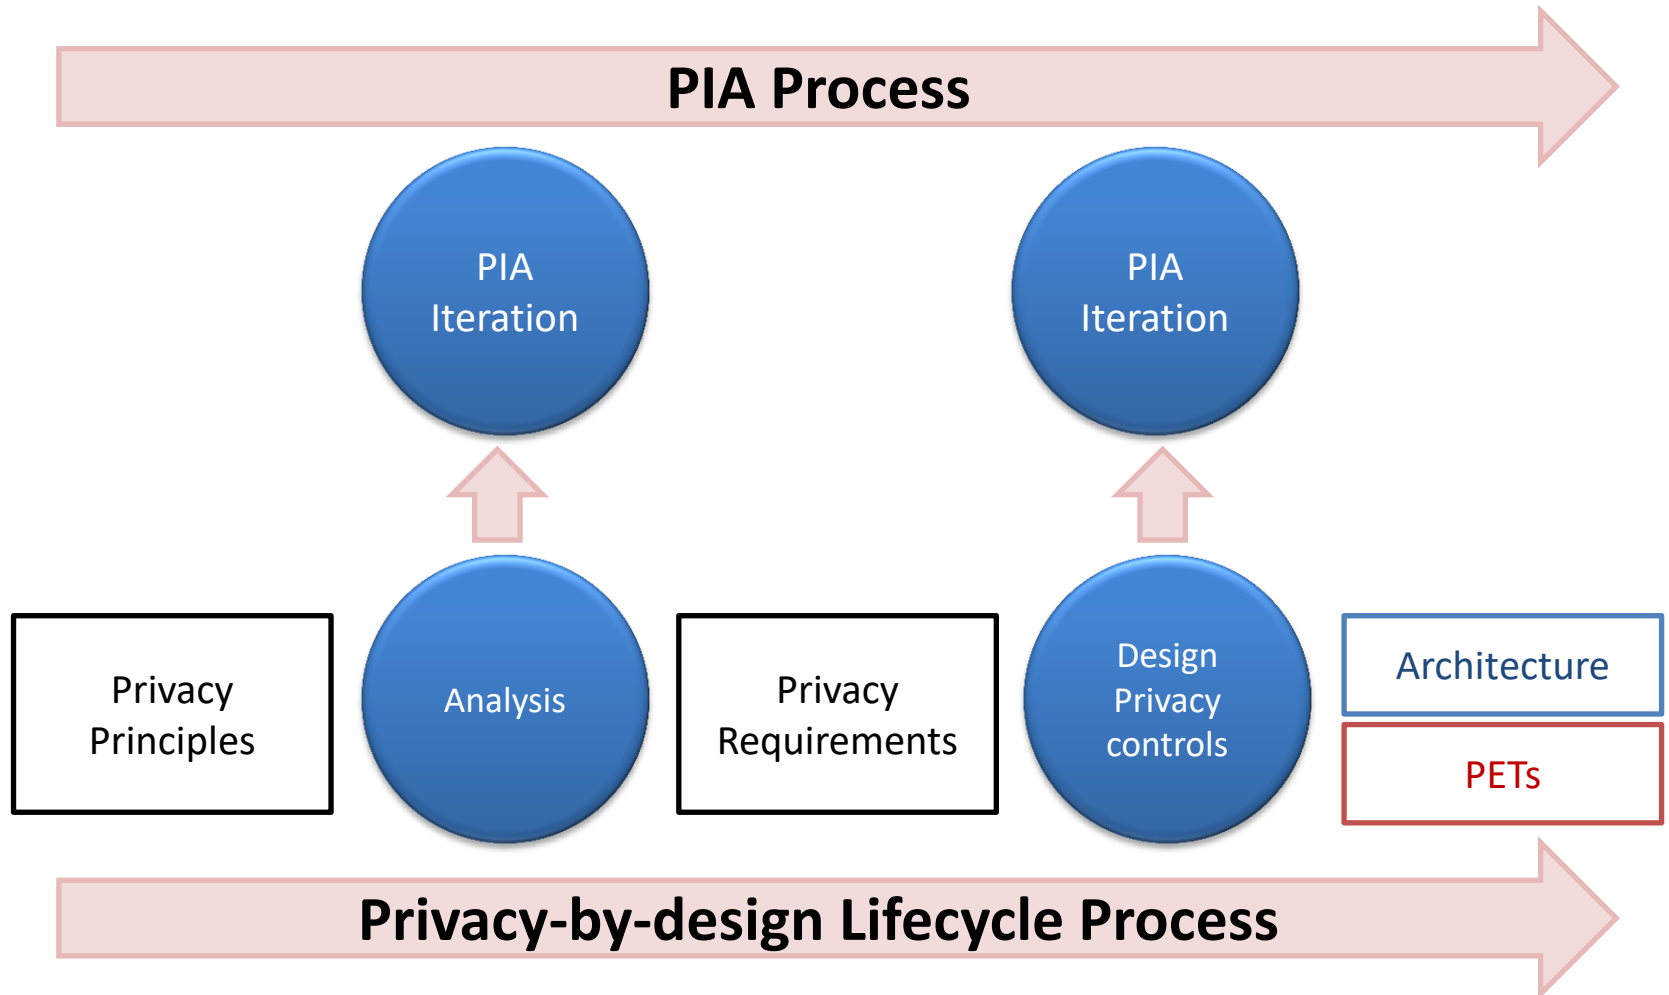 PIA Process
PIA
Iteration
PIA
Iteration
Privacy
Principles
Analysis
Privacy
Requirements
Design
Privacy
controls
Architecture
PETs
Privacy-by-design Lifecycle Process